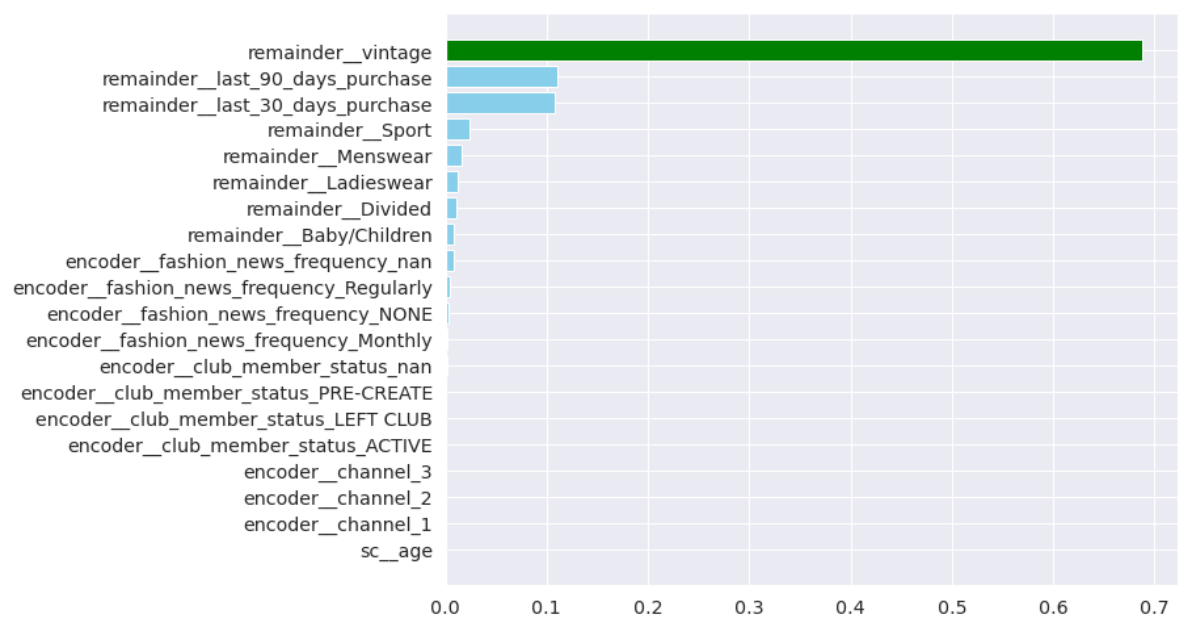 remainder__vintage
remainder__last_90_days_purchase
remainder__last_30_days_purchase
remainder__Sport
remainder__Menswear
remainder__Ladieswear
remainder__Divided
remainder__Baby/Children
encoder__fashion_news_frequency_nan
encoder__fashion_news_frequency_Regularly
encoder__fashion_news_frequency_NONE
encoder__fashion_news_frequency_Monthly
encoder__club_member_status_nan
encoder__club_member_status_PRE-CREATE
encoder__club_member_status_LEFT CLUB
encoder__club_member_status_ACTIVE
encoder__channel_3
encoder__channel_2
encoder__channel_1
sc__age
0.0 0.1 0.2 0.3 0.4 0.5 0.6 0.7